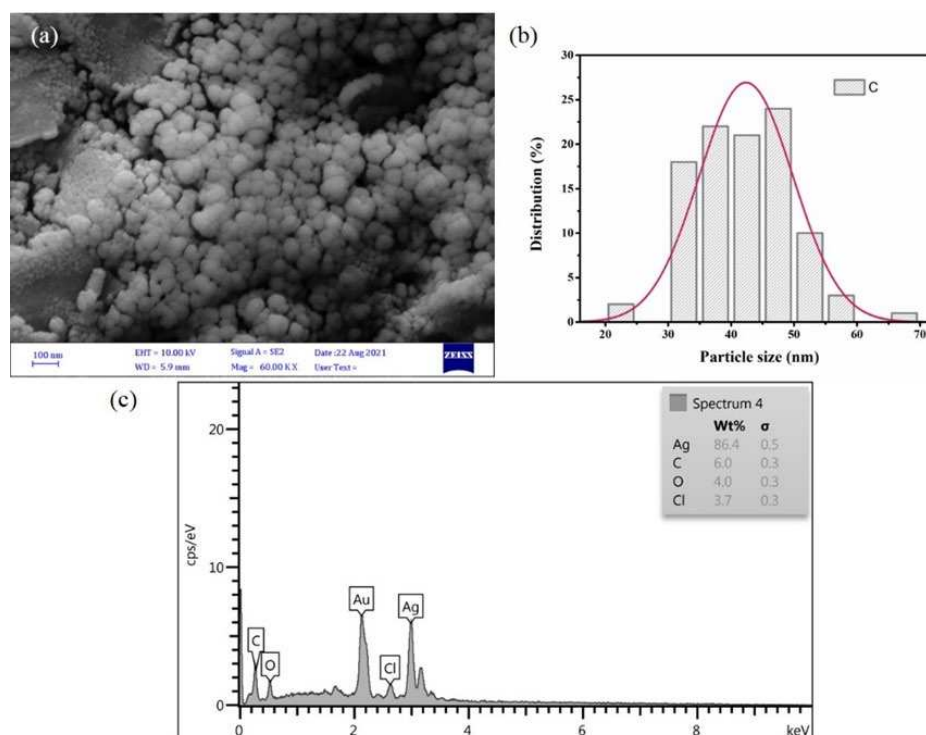 (a)
100 nm
EHT = 10.00 kV Signal A = SE2 Date :22 Aug 2021
WD = 5.9 mm Mag = 60.00 K X User Text =
ZEISS
(b)
30
25
20
15
10
5
0
Distribution (%)
C
20 30 40 50 60 70
Particle size (nm)
(c)
20
10
0
cps/eV
Spectrum 4
Wt% σ
Ag 86.4 0.5
C 6.0 0.3
O 4.0 0.3
Cl 3.7 0.3
C O Au Cl Ag
0 2 4 6 8 keV